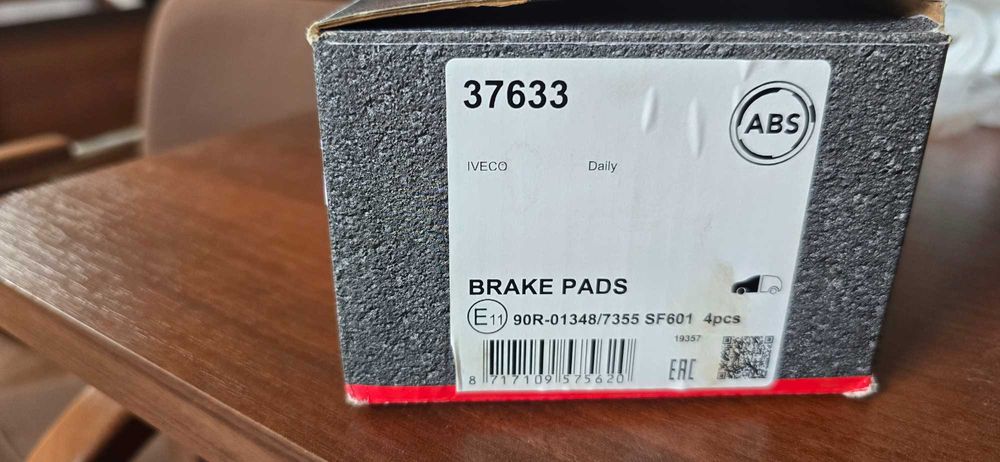 37633
ABS
IVECO Daily
BRAKE PADS
E11 90R-01348/7355 SF601 4pcs
19357
8 717109 575620
EAC